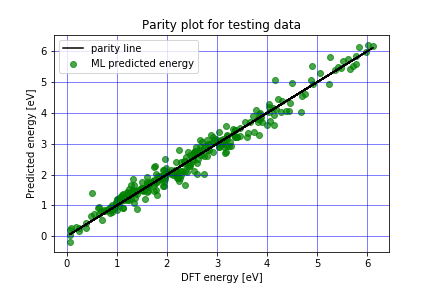 Parity plot for testing data
parity line
ML predicted energy
Predicted energy [eV]
6
5
4
3
2
1
0
0 1 2 3 4 5 6
DFT energy [eV]